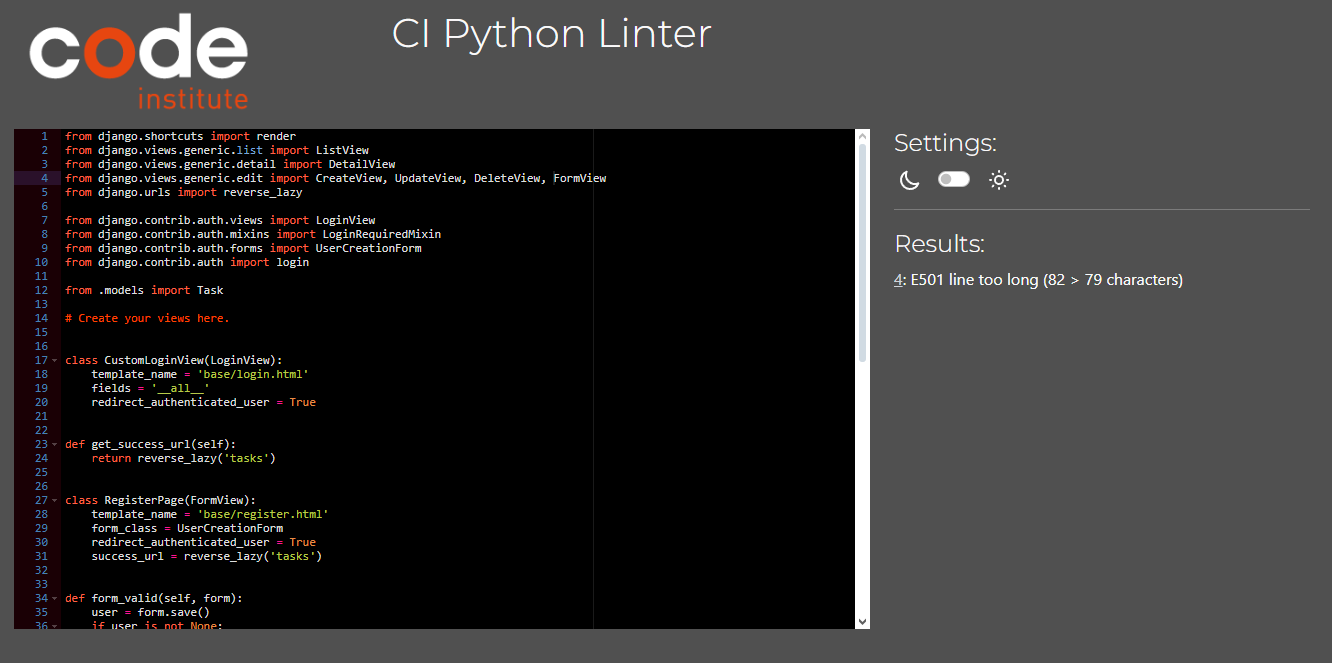 code
institute
CI Python Linter
1 from django.shortcuts import render
2 from django.views.generic.list import ListView
3 from django.views.generic.detail import DetailView
4 from django.views.generic.edit import CreateView, UpdateView, DeleteView, FormView
5 from django.urls import reverse_lazy
6
7 from django.contrib.auth.views import LoginView
8 from django.contrib.auth.mixins import LoginRequiredMixin
9 from django.contrib.auth.forms import UserCreationForm
10 from django.contrib.auth import login
11
12 from .models import Task
13
14 # Create your views here.
15
16
17 class CustomLoginView(LoginView):
18     template_name = 'base/login.html'
19     fields = '__all__'
20     redirect_authenticated_user = True
21
22
23 def get_success_url(self):
24     return reverse_lazy('tasks')
25
26
27 class RegisterPage(FormView):
28     template_name = 'base/register.html'
29     form_class = UserCreationForm
30     redirect_authenticated_user = True
31     success_url = reverse_lazy('tasks')
32
33
34 def form_valid(self, form):
35     user = form.save()
36     if user is not None:
Settings:
Results:
4: E501 line too long (82 > 79 characters)